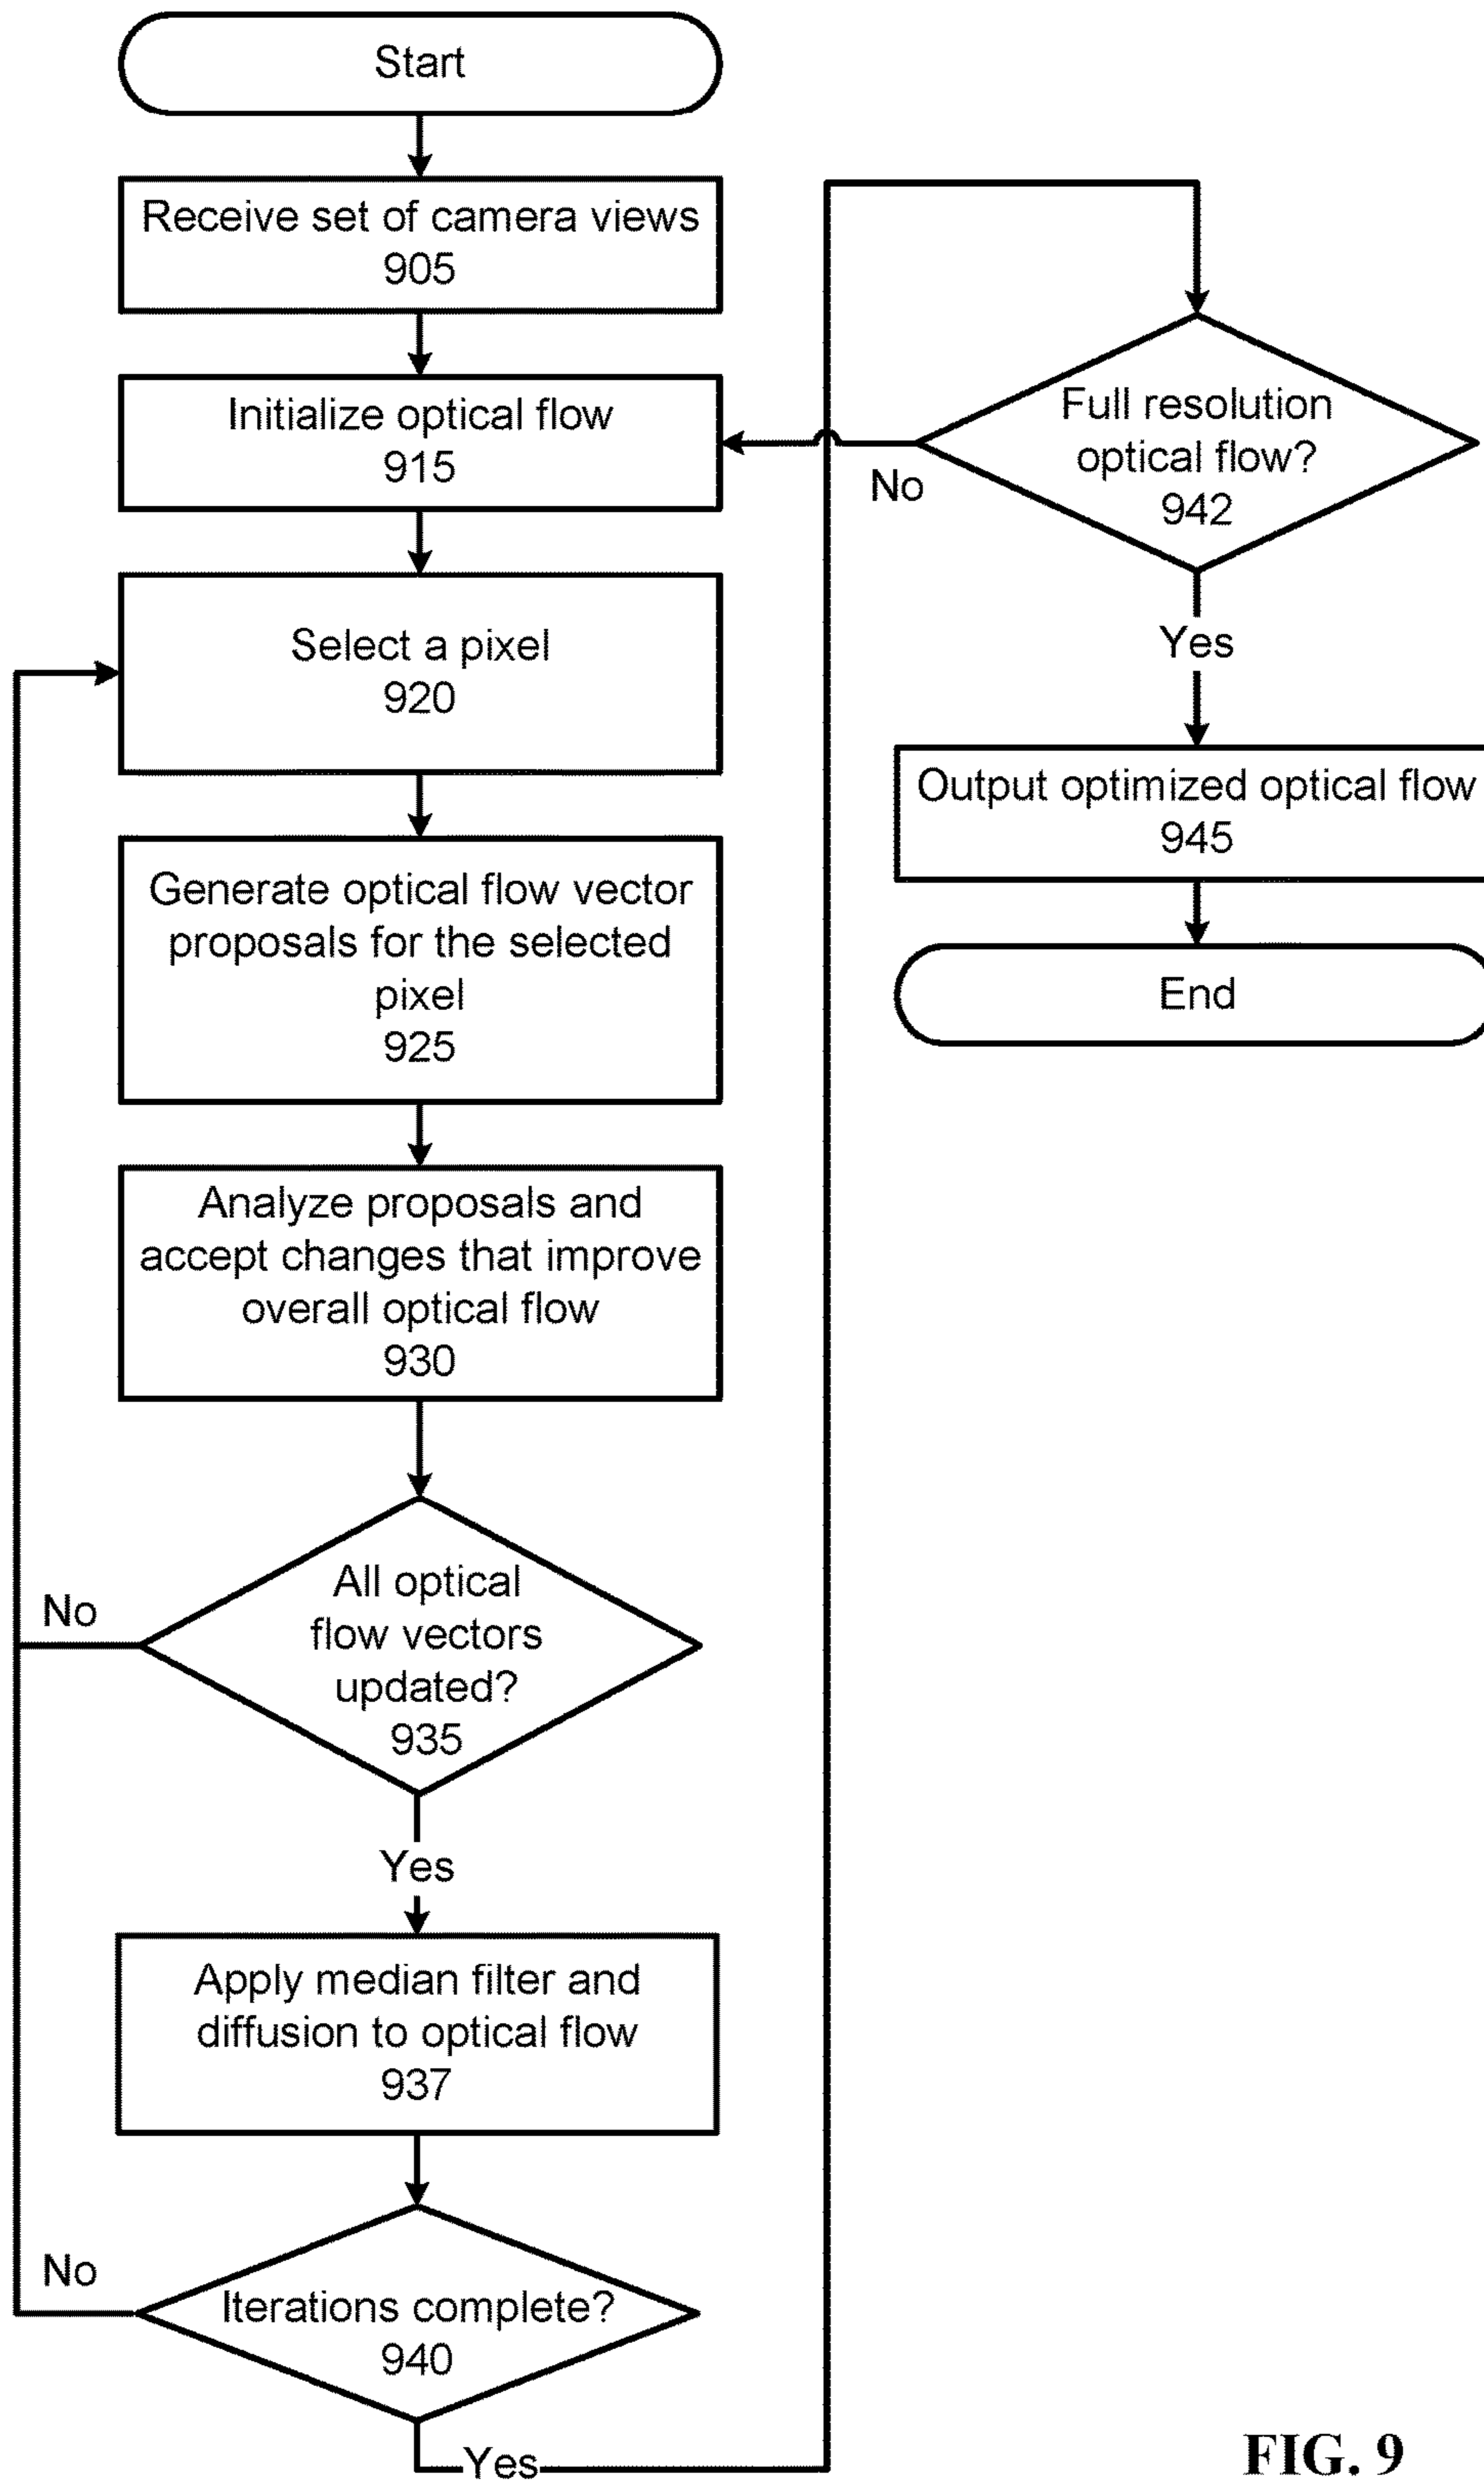 Start
Receive set of camera views
905
Initialize optical flow
915
Select a pixel
920
Generate optical flow vector
proposals for the selected
pixel
925
Analyze proposals and
accept changes that improve
overall optical flow
930
All optical
flow vectors
updated?
935
No
Yes
Apply median filter and
diffusion to optical flow
937
Iterations complete?
940
No
Yes
Full resolution
optical flow?
942
No
Yes
Output optimized optical flow
945
End
FIG. 9